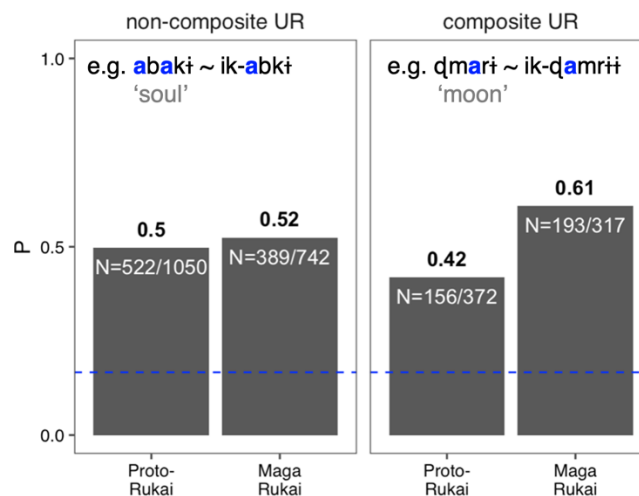 non-composite UR
e.g. abakɨ ~ ik-abkɨ
'soul'
0.5
0.52
N=522/1050
N=389/742
composite UR
e.g. ɖmarɨ ~ ik-ɖamrɨɨ
'moon'
0.42
0.61
N=156/372
N=193/317
P
1.0
0.5
0.0
Proto-
Rukai
Maga
Rukai
Proto-
Rukai
Maga
Rukai